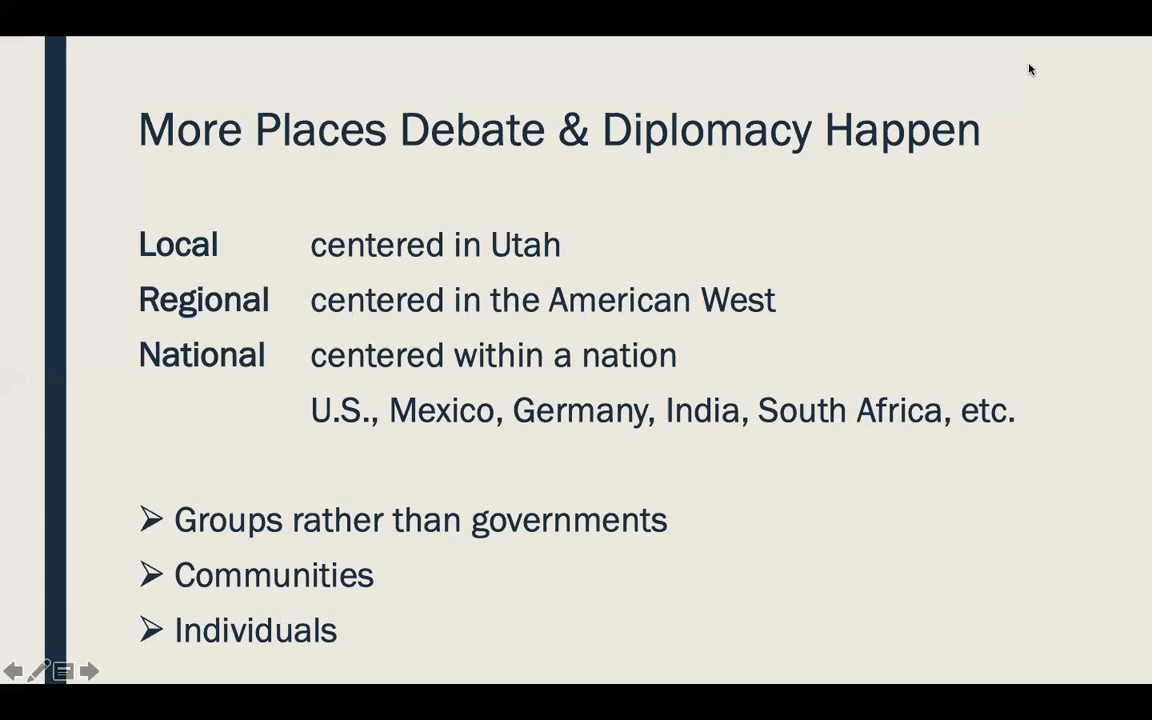 More Places Debate & Diplomacy Happen
Local centered in Utah
Regional centered in the American West
National centered within a nation
U.S., Mexico, Germany, India, South Africa, etc.
➢ Groups rather than governments
➢ Communities
➢ Individuals